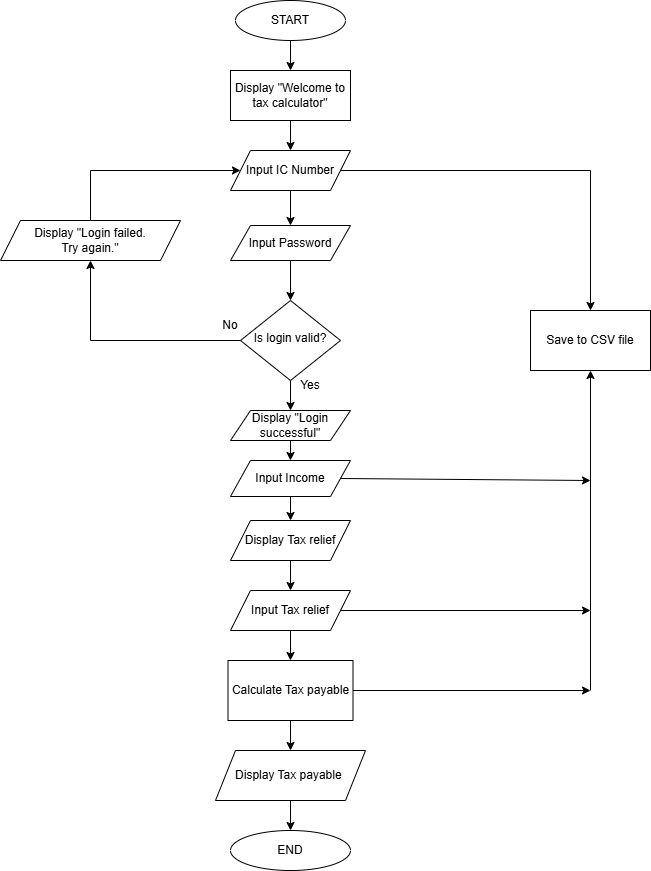 START
Display "Welcome to
tax calculator"
Input IC Number
Display "Login failed.
Try again."
Input Password
No
Is login valid?
Save to CSV file
Yes
Display "Login
successful"
Input Income
Display Tax relief
Input Tax relief
Calculate Tax payable
Display Tax payable
END